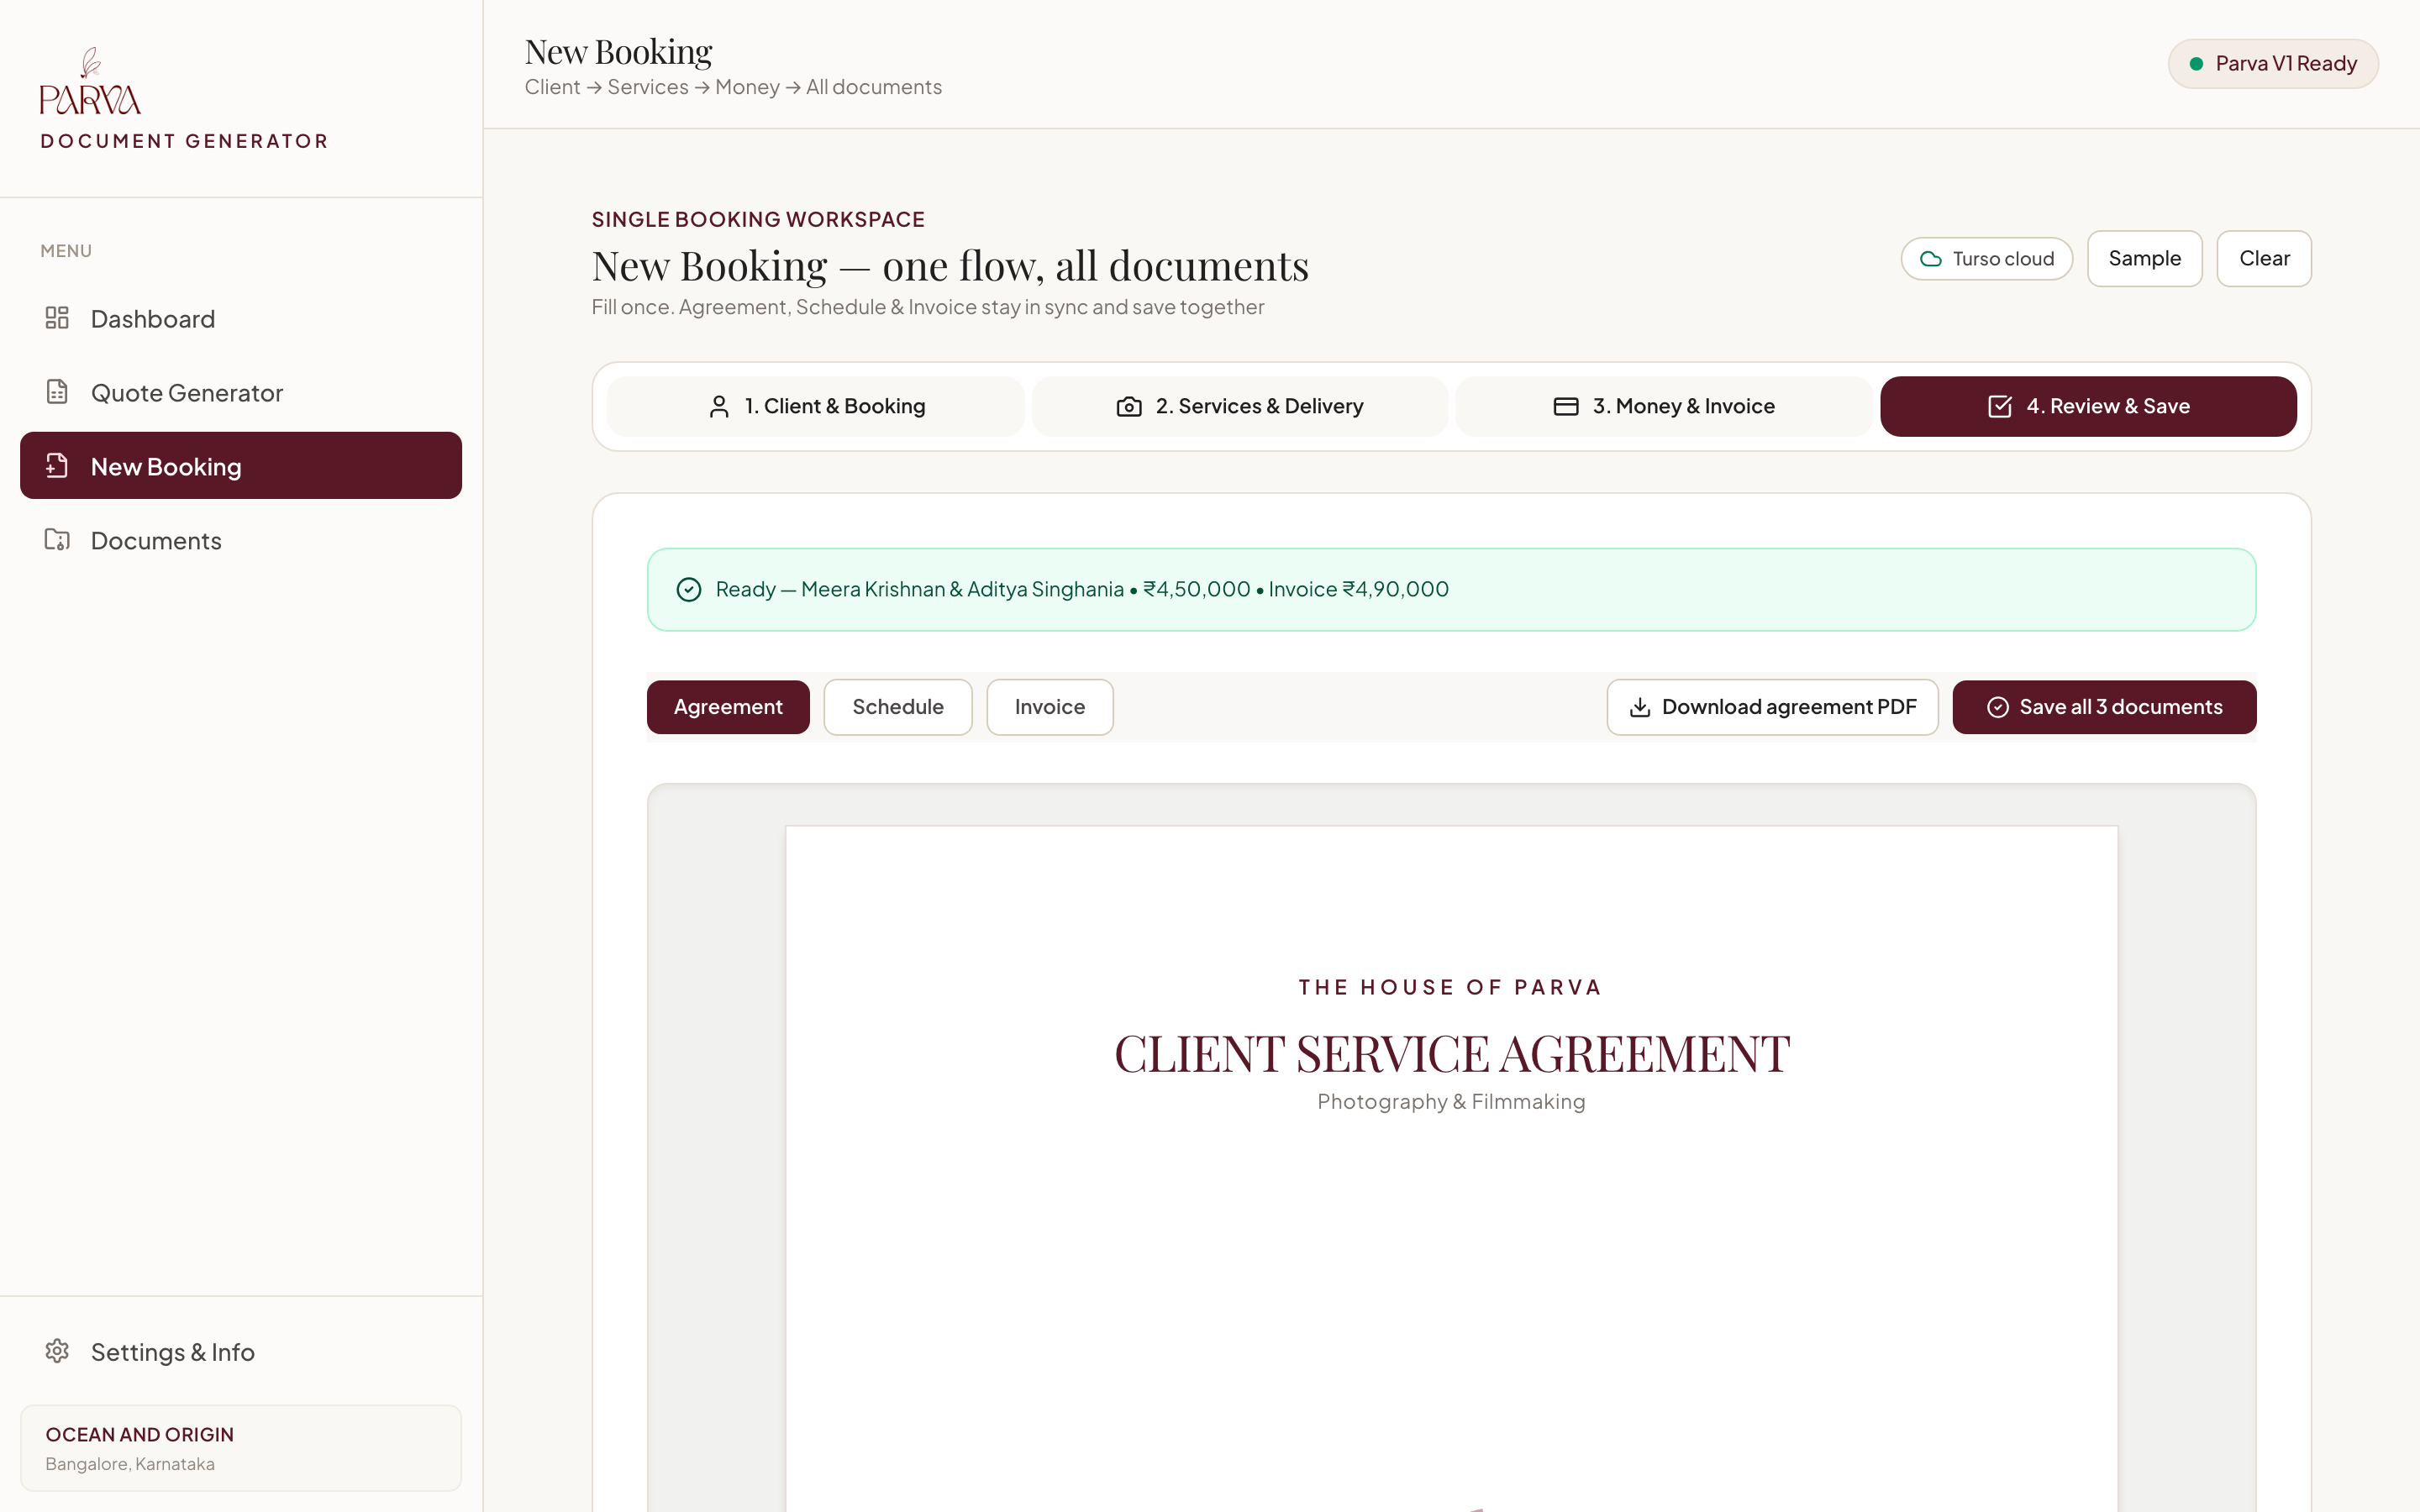 PARVA
DOCUMENT GENERATOR
MENU
Dashboard
Quote Generator
New Booking
Documents
Settings & Info
OCEAN AND ORIGIN
Bangalore, Karnataka
New Booking
Client → Services → Money → All documents
Parva V1 Ready
SINGLE BOOKING WORKSPACE
New Booking — one flow, all documents
Fill once. Agreement, Schedule & Invoice stay in sync and save together
Turso cloud
Sample
Clear
1. Client & Booking
2. Services & Delivery
3. Money & Invoice
4. Review & Save
Ready — Meera Krishnan & Aditya Singhania • ₹4,50,000 • Invoice ₹4,90,000
Agreement
Schedule
Invoice
Download agreement PDF
Save all 3 documents
THE HOUSE OF PARVA
CLIENT SERVICE AGREEMENT
Photography & Filmmaking